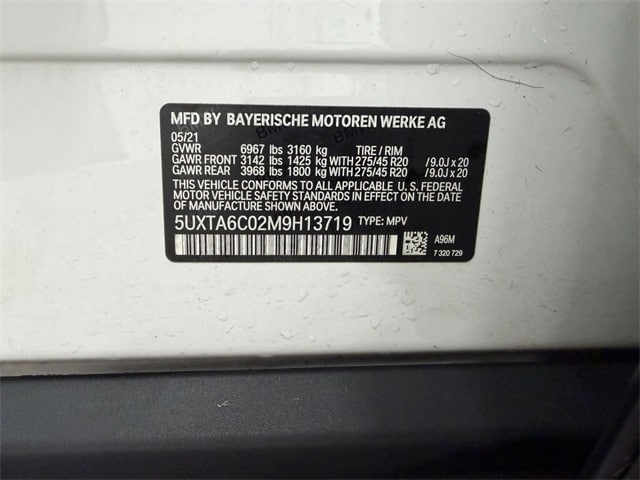 MFD BY BAYERISCHE MOTOREN WERKE AG
05/21
GVWR 6967 lbs 3160 kg TIRE / RIM
GAWR FRONT 3142 lbs 1425 kg WITH 275/45 R20 / 9.0J x 20
GAWR REAR 3968 lbs 1800 kg WITH 275/45 R20 / 9.0J x 20
THIS VEHICLE CONFORMS TO ALL APPLICABLE U. S. FEDERAL
MOTOR VEHICLE SAFETY STANDARDS IN EFFECT ON THE
DATE OF MANUFACTURE SHOWN ABOVE.
5UXTA6C02M9H13719 TYPE: MPV
A96M
7 320 729